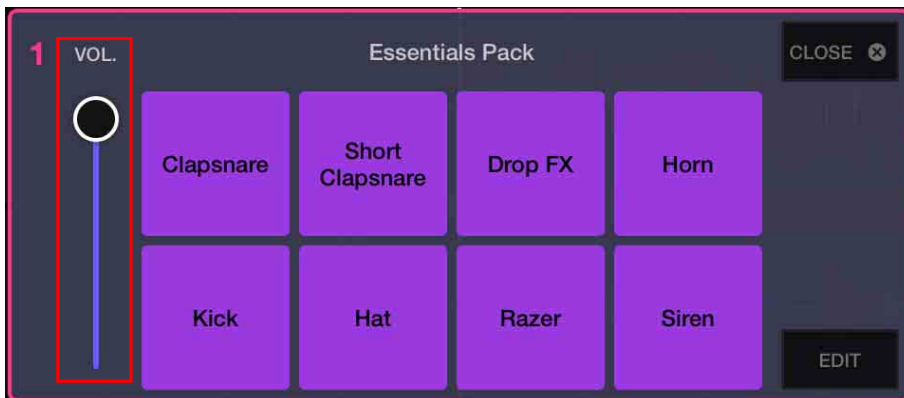 1 VOL. Essentials Pack CLOSE
Clapsnare
Short
Clapsnare
Drop FX
Horn
Kick
Hat
Razer
Siren
EDIT